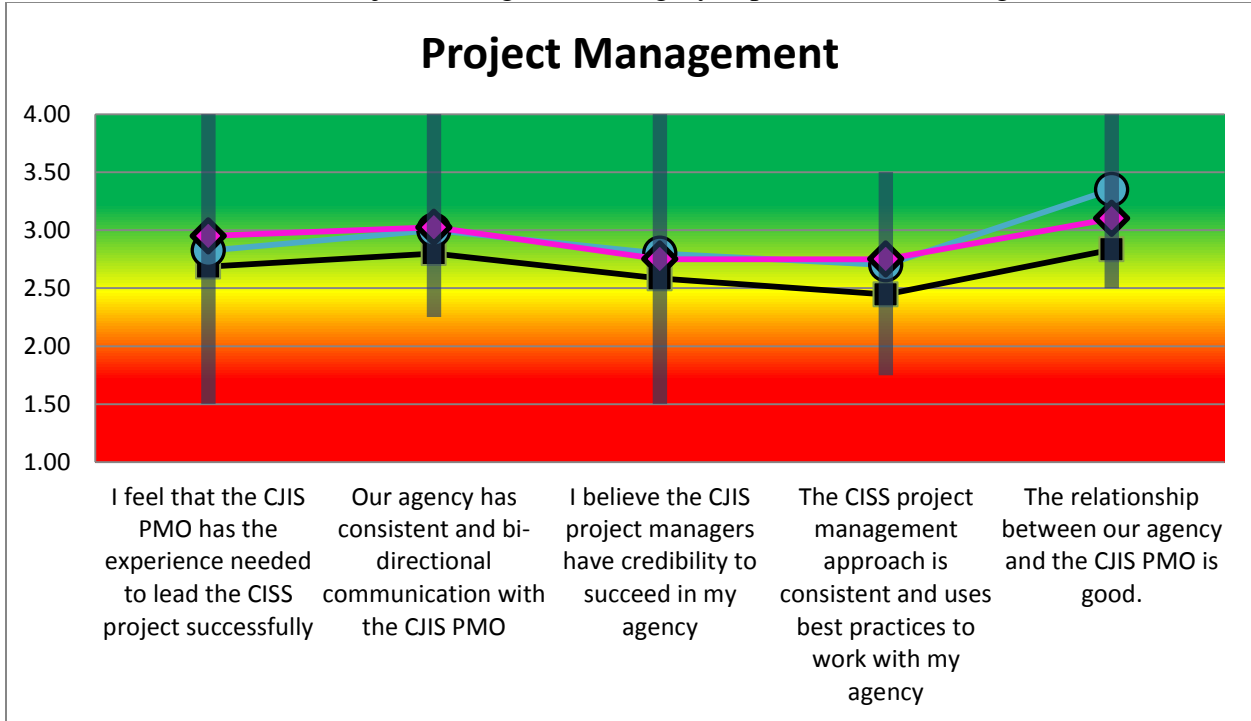 Project Management
4.00
3.50
3.00
2.50
2.00
1.50
1.00
I feel that the CJIS
PMO has the
experience needed
to lead the CISS
project successfully
Our agency has
consistent and bi-
directional
communication with
the CJIS PMO
I believe the CJIS
project managers
have credibility to
succeed in my
agency
The CISS project
management
approach is
consistent and uses
best practices to
work with my
agency
The relationship
between our agency
and the CJIS PMO is
good.